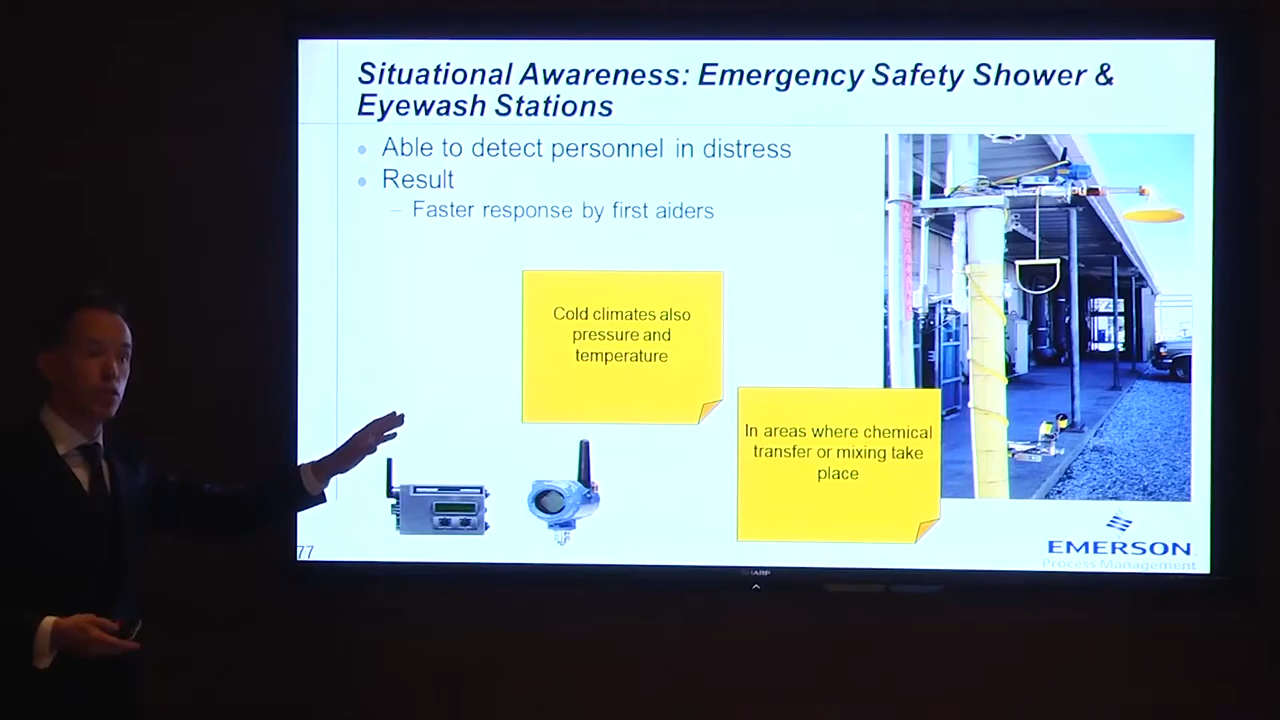 Situational Awareness: Emergency Safety Shower &
Eyewash Stations
Able to detect personnel in distress
Result
– Faster response by first aiders
Cold climates also
pressure and
temperature
In areas where chemical
transfer or mixing take
place
77
EMERSON
Process Management
SHARP